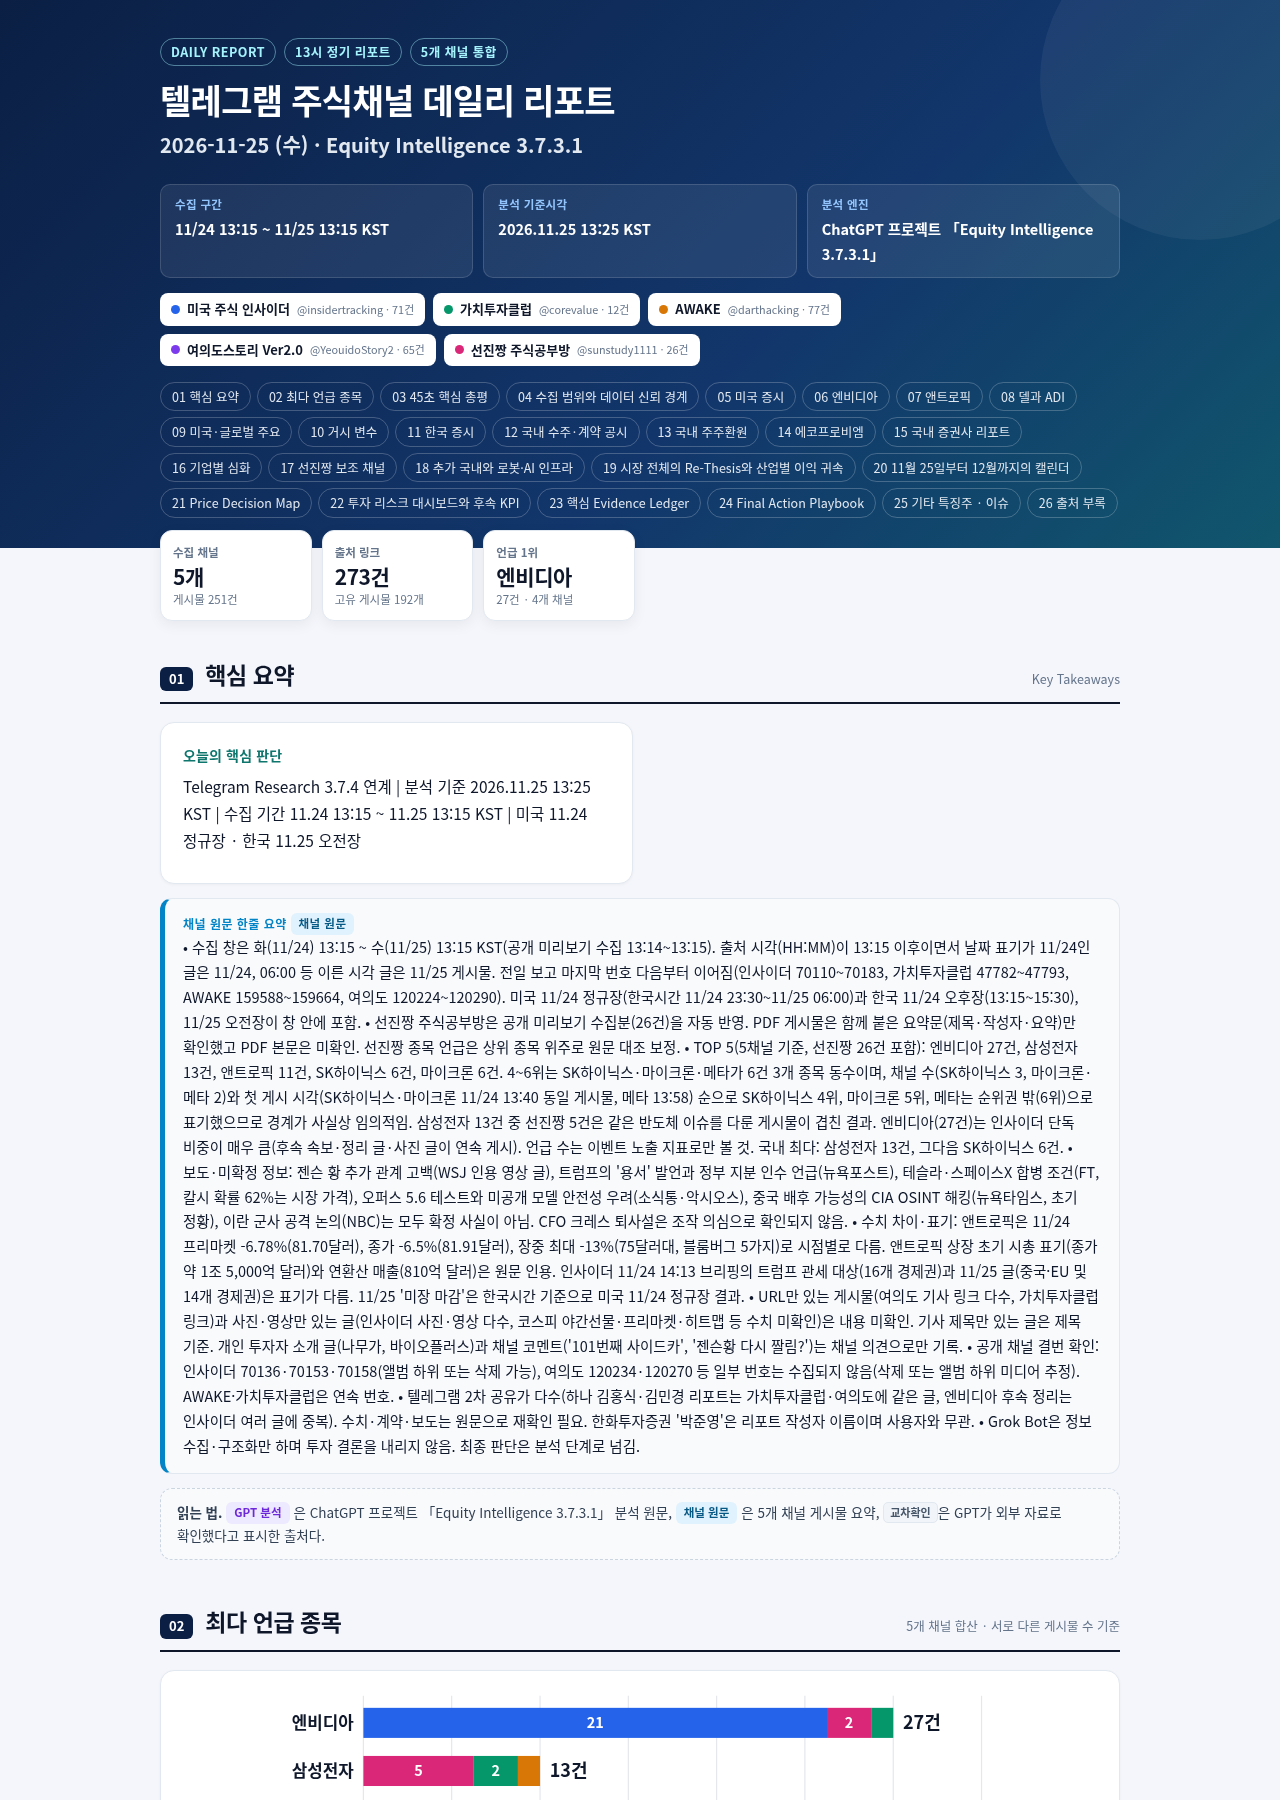 DAILY REPORT
13시 정기 리포트
5개 채널 통합
텔레그램 주식채널 데일리 리포트
2026-11-25 (수) · Equity Intelligence 3.7.3.1
수집 구간
11/24 13:15 ~ 11/25 13:15 KST
분석 기준시각
2026.11.25 13:25 KST
분석 엔진
ChatGPT 프로젝트 「Equity Intelligence
3.7.3.1」
미국 주식 인사이더 @insidertracking · 71건
가치투자클럽 @corevalue · 12건
AWAKE @darthacking · 77건
여의도스토리 Ver2.0 @YeouidoStory2 · 65건
선진짱 주식공부방 @sunstudy1111 · 26건
01 핵심 요약
02 최다 언급 종목
03 45초 핵심 총평
04 수집 범위와 데이터 신뢰 경계
05 미국 증시
06 엔비디아
07 앤트로픽
08 델과 ADI
09 미국·글로벌 주요
10 거시 변수
11 한국 증시
12 국내 수주·계약 공시
13 국내 주주환원
14 에코프로비엠
15 국내 증권사 리포트
16 기업별 심화
17 선진짱 보조 채널
18 추가 국내와 로봇·AI 인프라
19 시장 전체의 Re-Thesis와 산업별 이익 귀속
20 11월 25일부터 12월까지의 캘린더
21 Price Decision Map
22 투자 리스크 대시보드와 후속 KPI
23 핵심 Evidence Ledger
24 Final Action Playbook
25 기타 특징주 · 이슈
26 출처 부록
수집 채널
5개
게시물 251건
출처 링크
273건
고유 게시물 192개
언급 1위
엔비디아
27건 · 4개 채널
01 핵심 요약
Key Takeaways
오늘의 핵심 판단
Telegram Research 3.7.4 연계 | 분석 기준 2026.11.25 13:25
KST | 수집 기간 11.24 13:15 ~ 11.25 13:15 KST | 미국 11.24
정규장 · 한국 11.25 오전장
채널 원문 한줄 요약 채널 원문
• 수집 창은 화(11/24) 13:15 ~ 수(11/25) 13:15 KST(공개 미리보기 수집 13:14~13:15). 출처 시각(HH:MM)이 13:15 이후이면서 날짜 표기가 11/24인
글은 11/24, 06:00 등 이른 시각 글은 11/25 게시물. 전일 보고 마지막 번호 다음부터 이어짐(인사이더 70110~70183, 가치투자클럽 47782~47793,
AWAKE 159588~159664, 여의도 120224~120290). 미국 11/24 정규장(한국시간 11/24 23:30~11/25 06:00)과 한국 11/24 오후장(13:15~15:30),
11/25 오전장이 창 안에 포함. • 선진짱 주식공부방은 공개 미리보기 수집분(26건)을 자동 반영. PDF 게시물은 함께 붙은 요약문(제목·작성자·요약)만
확인했고 PDF 본문은 미확인. 선진짱 종목 언급은 상위 종목 위주로 원문 대조 보정. • TOP 5(5채널 기준, 선진짱 26건 포함): 엔비디아 27건, 삼성전자
13건, 앤트로픽 11건, SK하이닉스 6건, 마이크론 6건. 4~6위는 SK하이닉스·마이크론·메타가 6건 3개 종목 동수이며, 채널 수(SK하이닉스 3, 마이크론·
메타 2)와 첫 게시 시각(SK하이닉스·마이크론 11/24 13:40 동일 게시물, 메타 13:58) 순으로 SK하이닉스 4위, 마이크론 5위, 메타는 순위권 밖(6위)으로
표기했으므로 경계가 사실상 임의적임. 삼성전자 13건 중 선진짱 5건은 같은 반도체 이슈를 다룬 게시물이 겹친 결과. 엔비디아(27건)는 인사이더 단독
비중이 매우 큼(후속 속보·정리 글·사진 글이 연속 게시). 언급 수는 이벤트 노출 지표로만 볼 것. 국내 최다: 삼성전자 13건, 그다음 SK하이닉스 6건. •
보도·미확정 정보: 젠슨 황 추가 관계 고백(WSJ 인용 영상 글), 트럼프의 '용서' 발언과 정부 지분 인수 언급(뉴욕포스트), 테슬라·스페이스X 합병 조건(FT,
칼시 확률 62%는 시장 가격), 오퍼스 5.6 테스트와 미공개 모델 안전성 우려(소식통·악시오스), 중국 배후 가능성의 CIA OSINT 해킹(뉴욕타임스, 초기
정황), 이란 군사 공격 논의(NBC)는 모두 확정 사실이 아님. CFO 크레스 퇴사설은 조작 의심으로 확인되지 않음. • 수치 차이·표기: 앤트로픽은 11/24
프리마켓 -6.78%(81.70달러), 종가 -6.5%(81.91달러), 장중 최대 -13%(75달러대, 블룸버그 5가지)로 시점별로 다름. 앤트로픽 상장 초기 시총 표기(종가
약 1조 5,000억 달러)와 연환산 매출(810억 달러)은 원문 인용. 인사이더 11/24 14:13 브리핑의 트럼프 관세 대상(16개 경제권)과 11/25 글(중국·EU 및
14개 경제권)은 표기가 다름. 11/25 '미장 마감'은 한국시간 기준으로 미국 11/24 정규장 결과. • URL만 있는 게시물(여의도 기사 링크 다수, 가치투자클럽
링크)과 사진·영상만 있는 글(인사이더 사진·영상 다수, 코스피 야간선물·프리마켓·히트맵 등 수치 미확인)은 내용 미확인. 기사 제목만 있는 글은 제목
기준. 개인 투자자 소개 글(나무가, 바이오플러스)과 채널 코멘트('101번째 사이드카', '젠슨황 다시 짤림?')는 채널 의견으로만 기록. • 공개 채널 결번 확인:
인사이더 70136·70153·70158(앨범 하위 또는 삭제 가능), 여의도 120234·120270 등 일부 번호는 수집되지 않음(삭제 또는 앨범 하위 미디어 추정).
AWAKE·가치투자클럽은 연속 번호. • 텔레그램 2차 공유가 다수(하나 김홍식·김민경 리포트는 가치투자클럽·여의도에 같은 글, 엔비디아 후속 정리는
인사이더 여러 글에 중복). 수치·계약·보도는 원문으로 재확인 필요. 한화투자증권 '박준영'은 리포트 작성자 이름이며 사용자와 무관. • Grok Bot은 정보
수집·구조화만 하며 투자 결론을 내리지 않음. 최종 판단은 분석 단계로 넘김.
읽는 법. GPT 분석 은 ChatGPT 프로젝트 「Equity Intelligence 3.7.3.1」 분석 원문, 채널 원문 은 5개 채널 게시물 요약, 교차확인 은 GPT가 외부 자료로
확인했다고 표시한 출처다.
02 최다 언급 종목
5개 채널 합산 · 서로 다른 게시물 수 기준
엔비디아 21 2 27건
삼성전자 5 2 13건